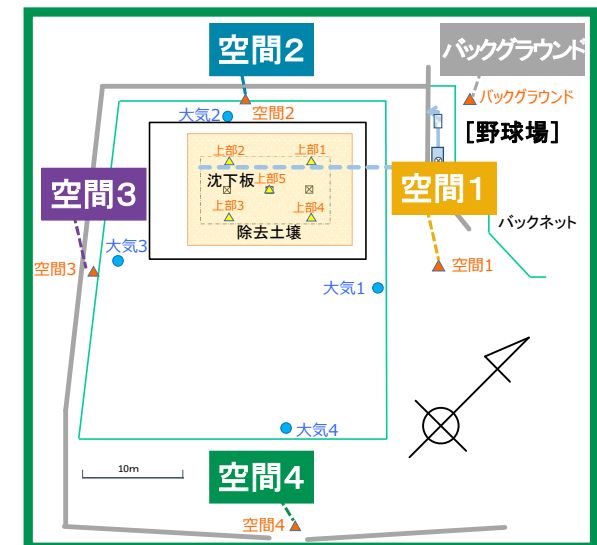 空間2
バックグラウンド
大気2
空間2
バックグラウンド
[野球場]
上部2
上部1
沈下板
上部5
空間3
空間1
上部3
上部4
除去土壌
バックネット
大気3
空間3
空間1
大気1
大気4
10m
空間4
空間4